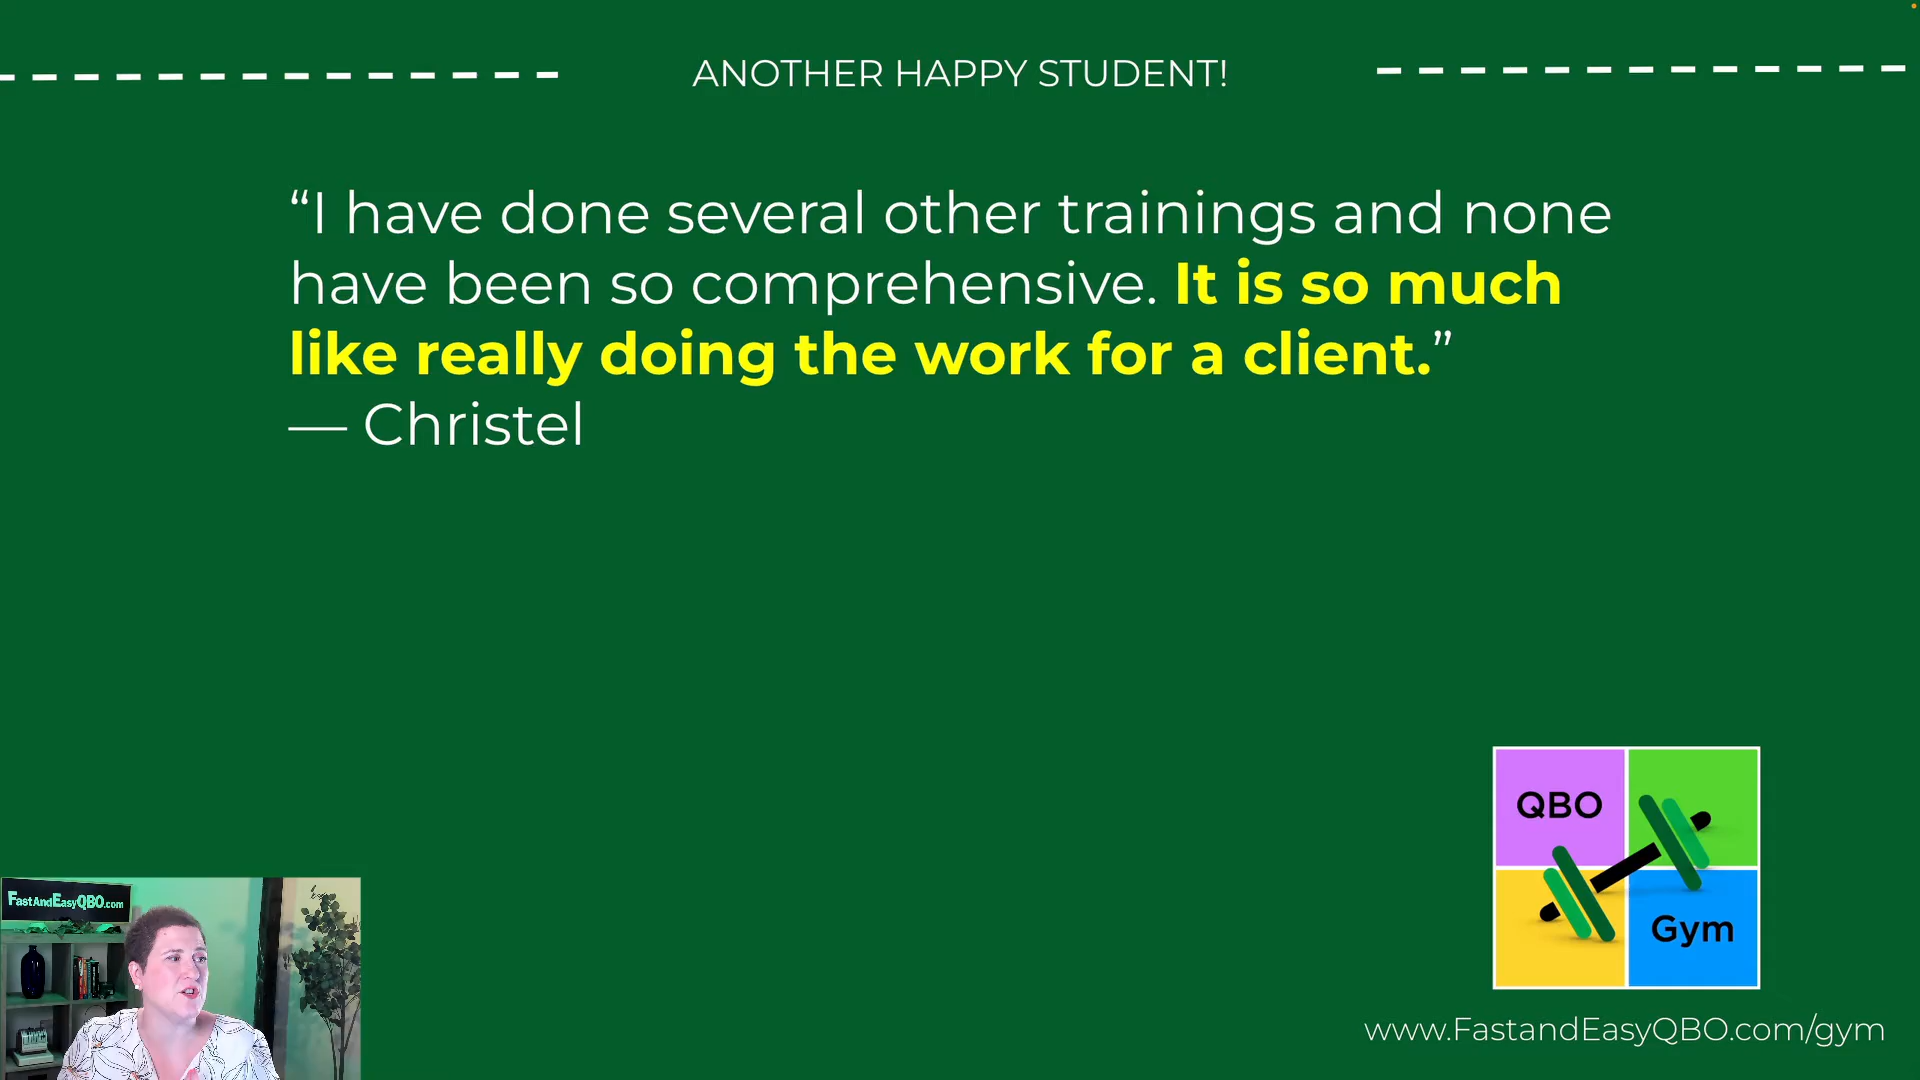 ANOTHER HAPPY STUDENT!
“I have done several other trainings and none
have been so comprehensive. It is so much
like really doing the work for a client.”
— Christel
QBO
Gym
FastAndEasyQBO.com
www.FastandEasyQBO.com/gym